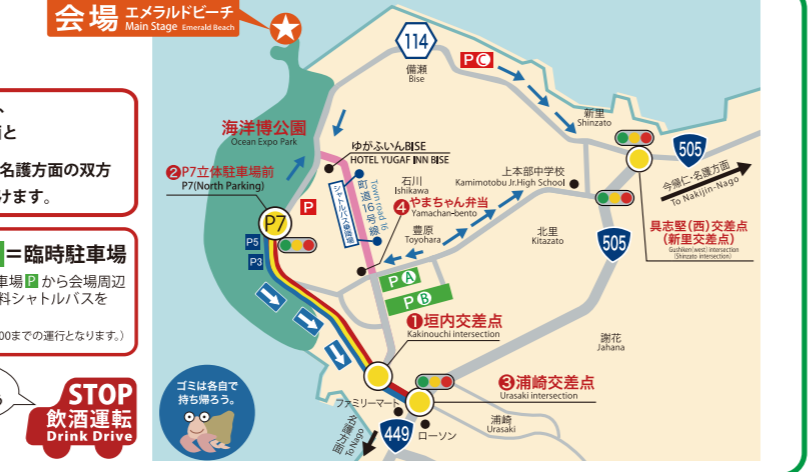 会場 エメラルドビーチ
Main Stage Emerald Beach
と
名護方面の双方
けます。
=臨時駐車場
車場 P から会場周辺
料シャトルバスを
00までの運行となります。)
STOP
飲酒運転
Drink Drive
114
備瀬
Bise
P C
新里
Shinzato
505
今帰仁-名護方面
To Nakijin-Nago
海洋博公園
Ocean Expo Park
ゆがふいんBISE
HOTEL YUGAF INN BISE
❷P7立体駐車場前
P7(North Parking)
P7
P
P5
P3
石川
Ishikawa
Town road 16
町道16号線
シャトルバス乗降場
上本部中学校
Kamimotobu Jr.High School
❹やまちゃん弁当
Yamachan-bento
豊原
Toyohara
北里
Kitazato
505
具志堅(西)交差点
(新里交差点)
Gushiken(west) intersection
(Shinzato intersection)
P A
P B
❶垣内交差点
Kakinouchi intersection
謝花
Jahana
❸浦崎交差点
Urasaki intersection
ゴミは各自で
持ち帰ろう。
ファミリーマート
名護方面
To Nago
449
ローソン
浦崎
Urasaki